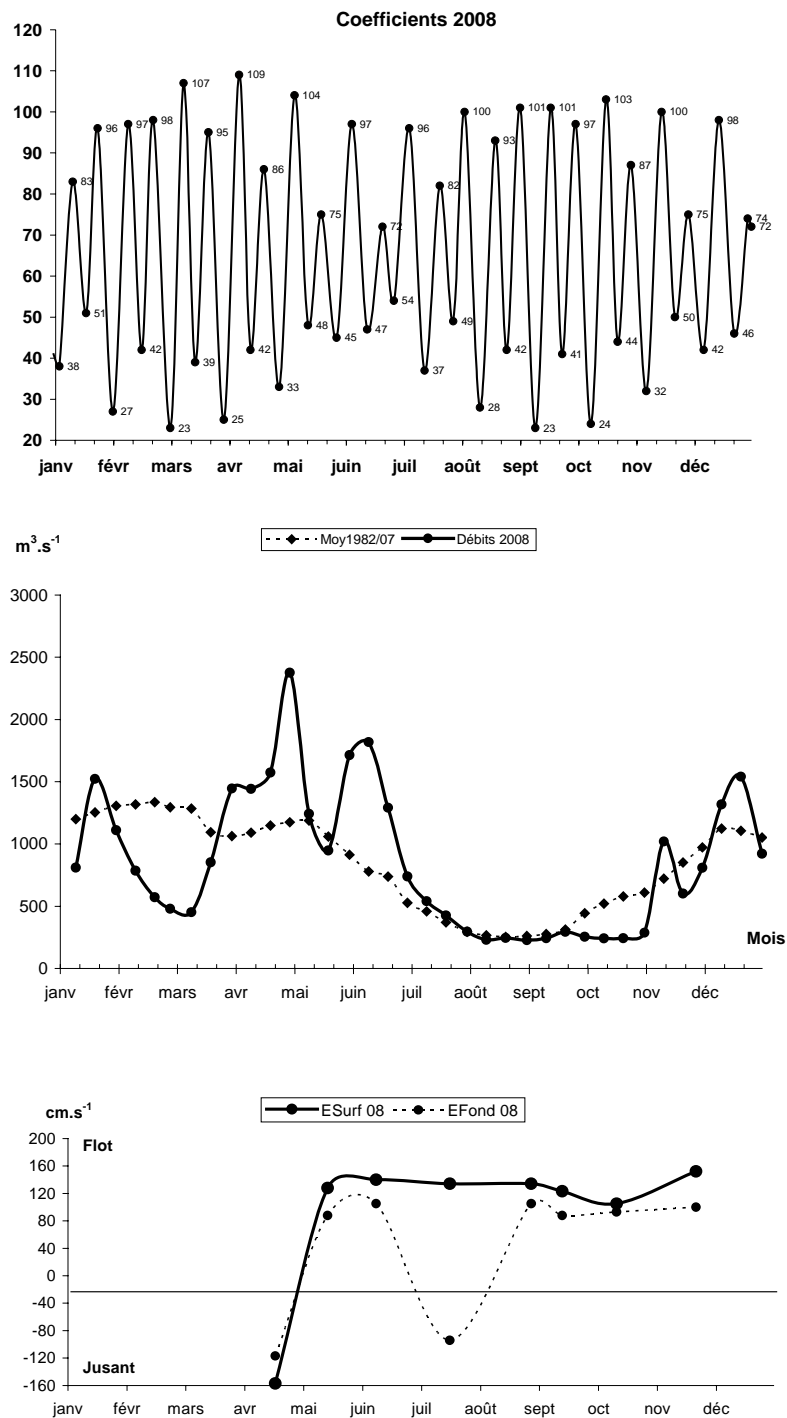 Coefficients 2008
120
110
100
90
80
70
60
50
40
30
20
38 83 51 96 27 97 42 98 23 107 39 95 25 109 42 86 33 104 48 75 45 97 47 72 54 96 37 82 49 100 28 93 42 101 23 101 41 97 24 103 44 87 32 100 50 75 42 98 46 74 72
janv févr mars avr mai juin juil août sept oct nov déc
m³.s⁻¹
Moy1982/07 Débits 2008
3000
2500
2000
1500
1000
500
0
Mois
janv févr mars avr mai juin juil août sept oct nov déc
cm.s⁻¹
ESurf 08 EFond 08
Flot
200
160
120
80
40
0
-40
-80
-120
-160
Jusant
janv févr mars avr mai juin juil août sept oct nov déc